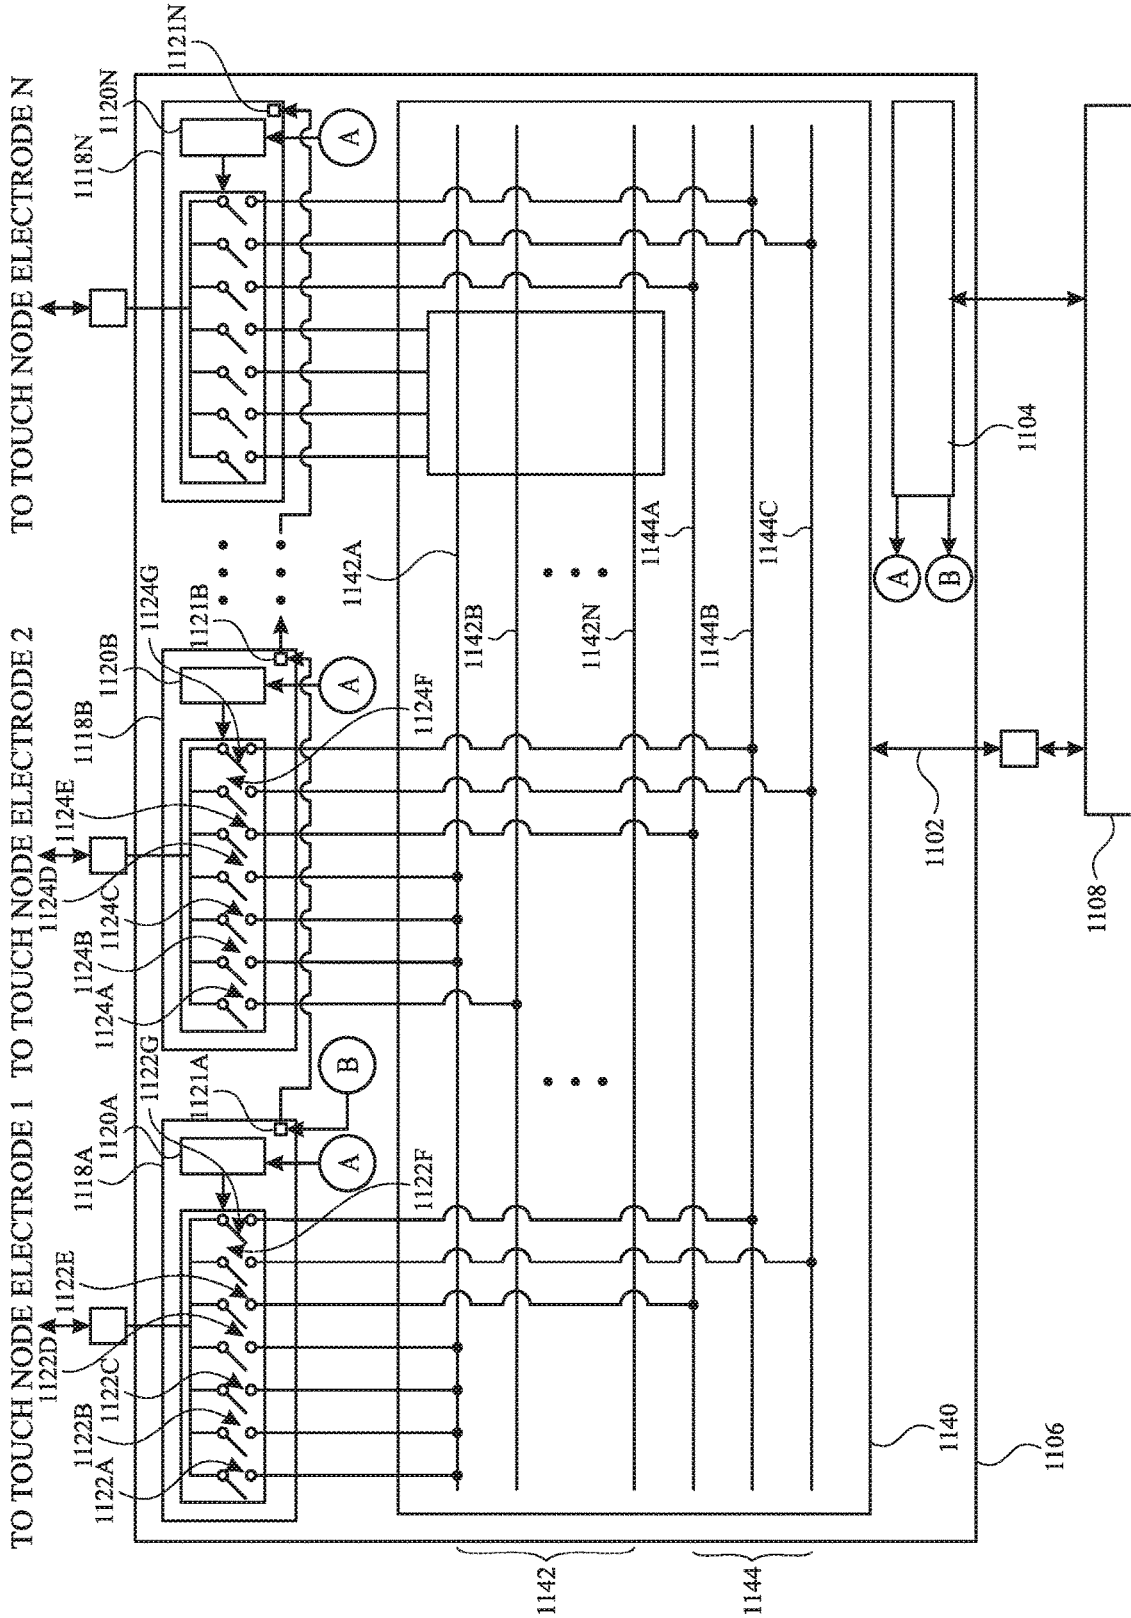 TO TOUCH NODE ELECTRODE 1
TO TOUCH NODE ELECTRODE 2
TO TOUCH NODE ELECTRODE N
1118A
1120A
1122G
1121A
1122A
1122B
1122C
1122D
1122E
1122F
A
B
1118B
1120B
1124G
1121B
1124A
1124B
1124C
1124D
1124E
1124F
A
1118N
1120N
1121N
A
1142A
1142B
1142N
1144A
1144B
1144C
1142
1144
A
B
1104
1102
1140
1106
1108